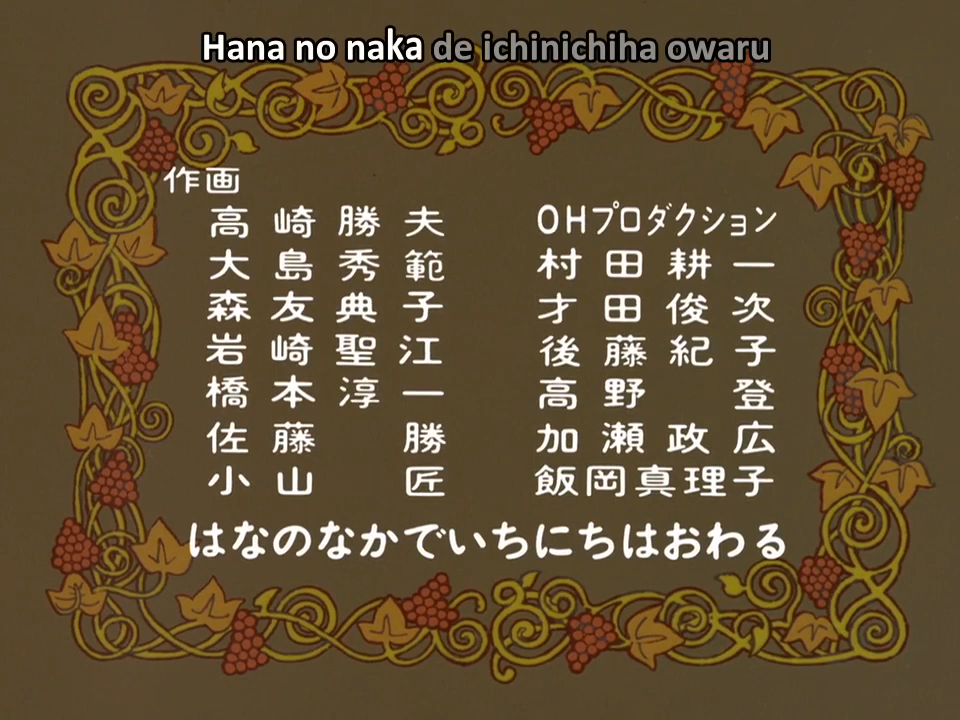 Hana no naka de ichinichiha owaru
作画
高崎勝夫
大島秀範
森友典子
岩崎聖江
橋本淳一
佐藤勝
小山匠
OHプロダクション
村田耕一
才田俊次
後藤紀子
高野登
加瀬政広
飯岡真理子
はなのなかでいちにちはおわる